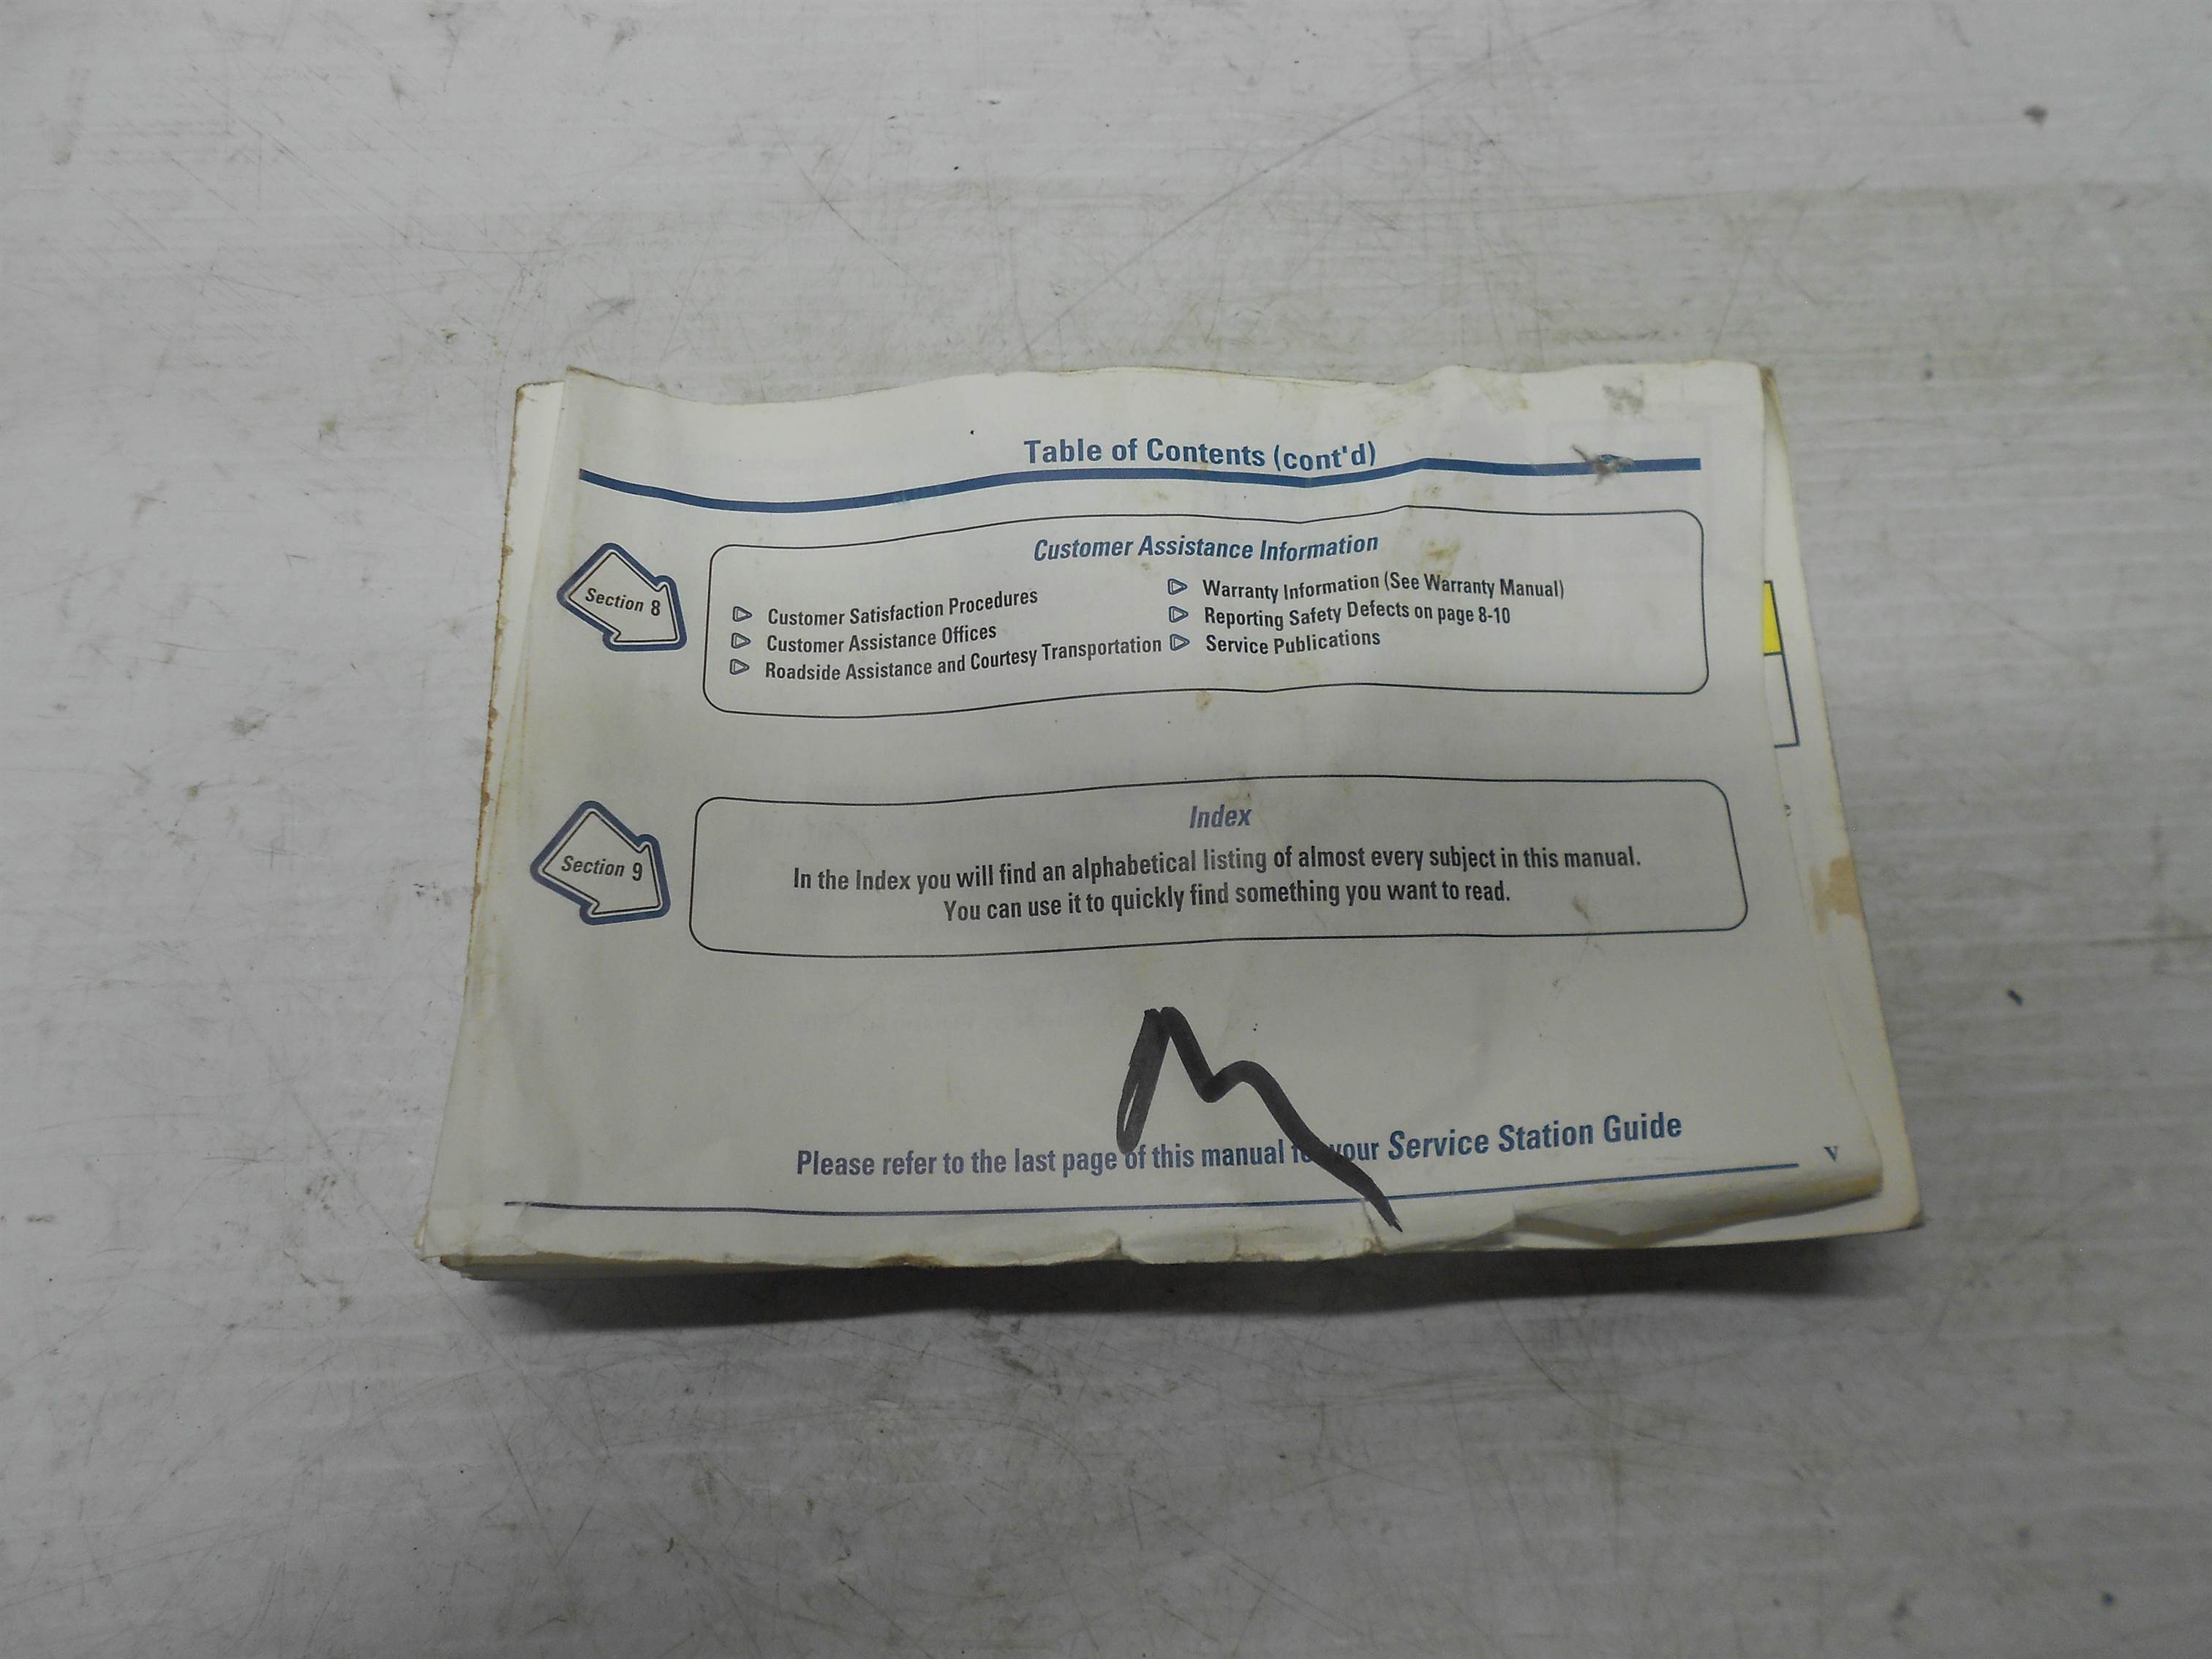 Table of Contents (cont'd)
Section 8
Customer Assistance Information
Customer Satisfaction Procedures
Customer Assistance Offices
Roadside Assistance and Courtesy Transportation
Warranty Information (See Warranty Manual)
Reporting Safety Defects on page 8-10
Service Publications
Section 9
Index
In the Index you will find an alphabetical listing of almost every subject in this manual.
You can use it to quickly find something you want to read.
Please refer to the last page of this manual for your Service Station Guide
v